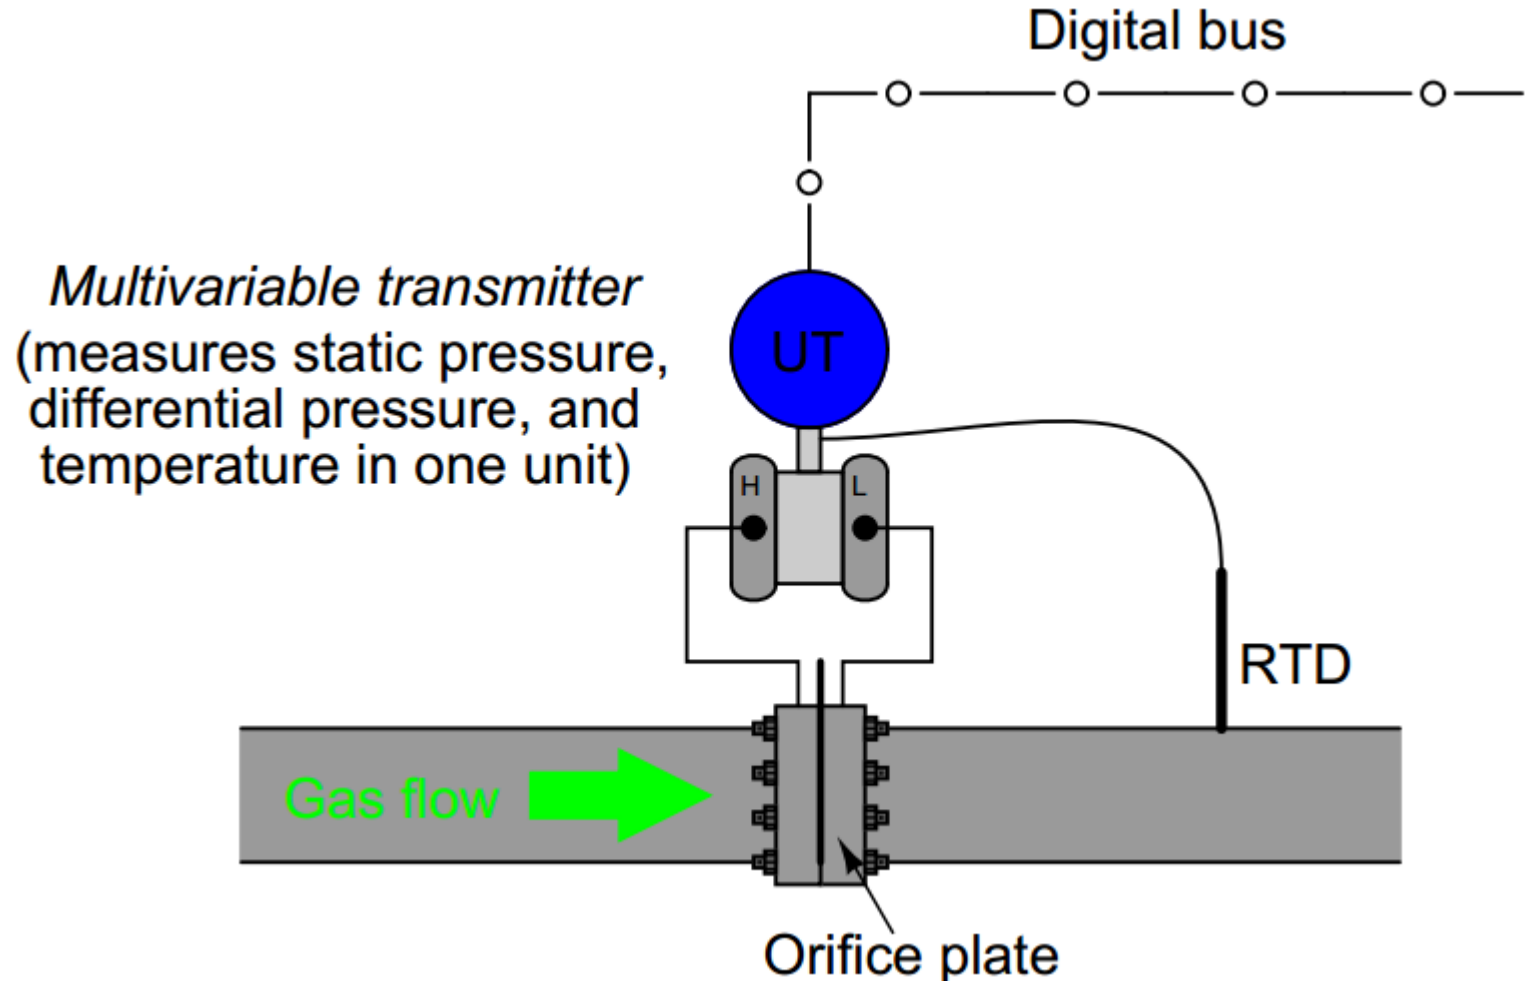 Digital bus
Multivariable transmitter
(measures static pressure,
differential pressure, and
temperature in one unit)
UT
H
L
RTD
Gas flow
Orifice plate